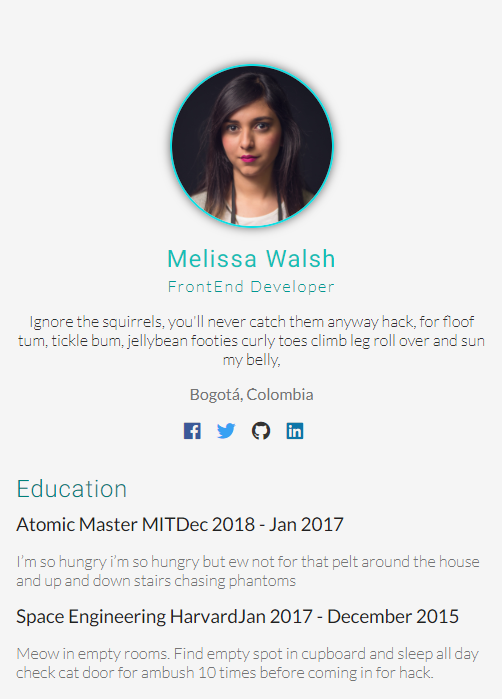 Melissa Walsh
FrontEnd Developer
Ignore the squirrels, you'll never catch them anyway hack, for floof
tum, tickle bum, jellybean footies curly toes climb leg roll over and sun
my belly,
Bogotá, Colombia
Education
Atomic Master MITDec 2018 - Jan 2017
I'm so hungry i'm so hungry but ew not for that pelt around the house
and up and down stairs chasing phantoms
Space Engineering HarvardJan 2017 - December 2015
Meow in empty rooms. Find empty spot in cupboard and sleep all day
check cat door for ambush 10 times before coming in for hack.